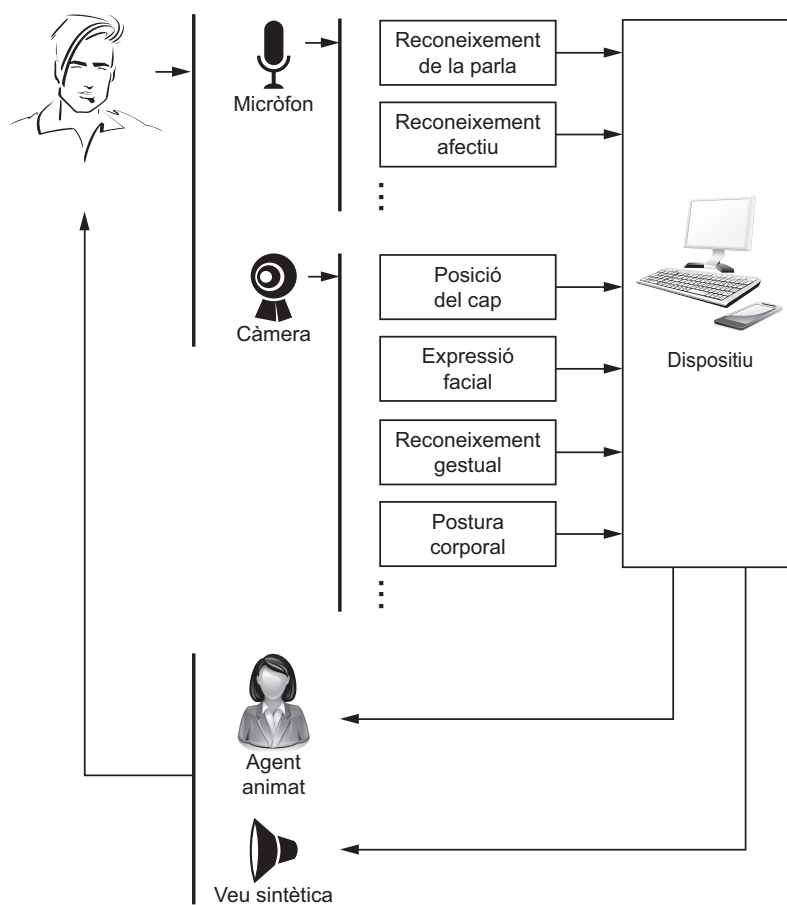 Micròfon
Reconeixement
de la parla
Reconeixement
afectiu
Càmera
Posició
del cap
Expressió
facial
Reconeixement
gestual
Postura
corporal
Dispositiu
Agent
animat
Veu sintètica